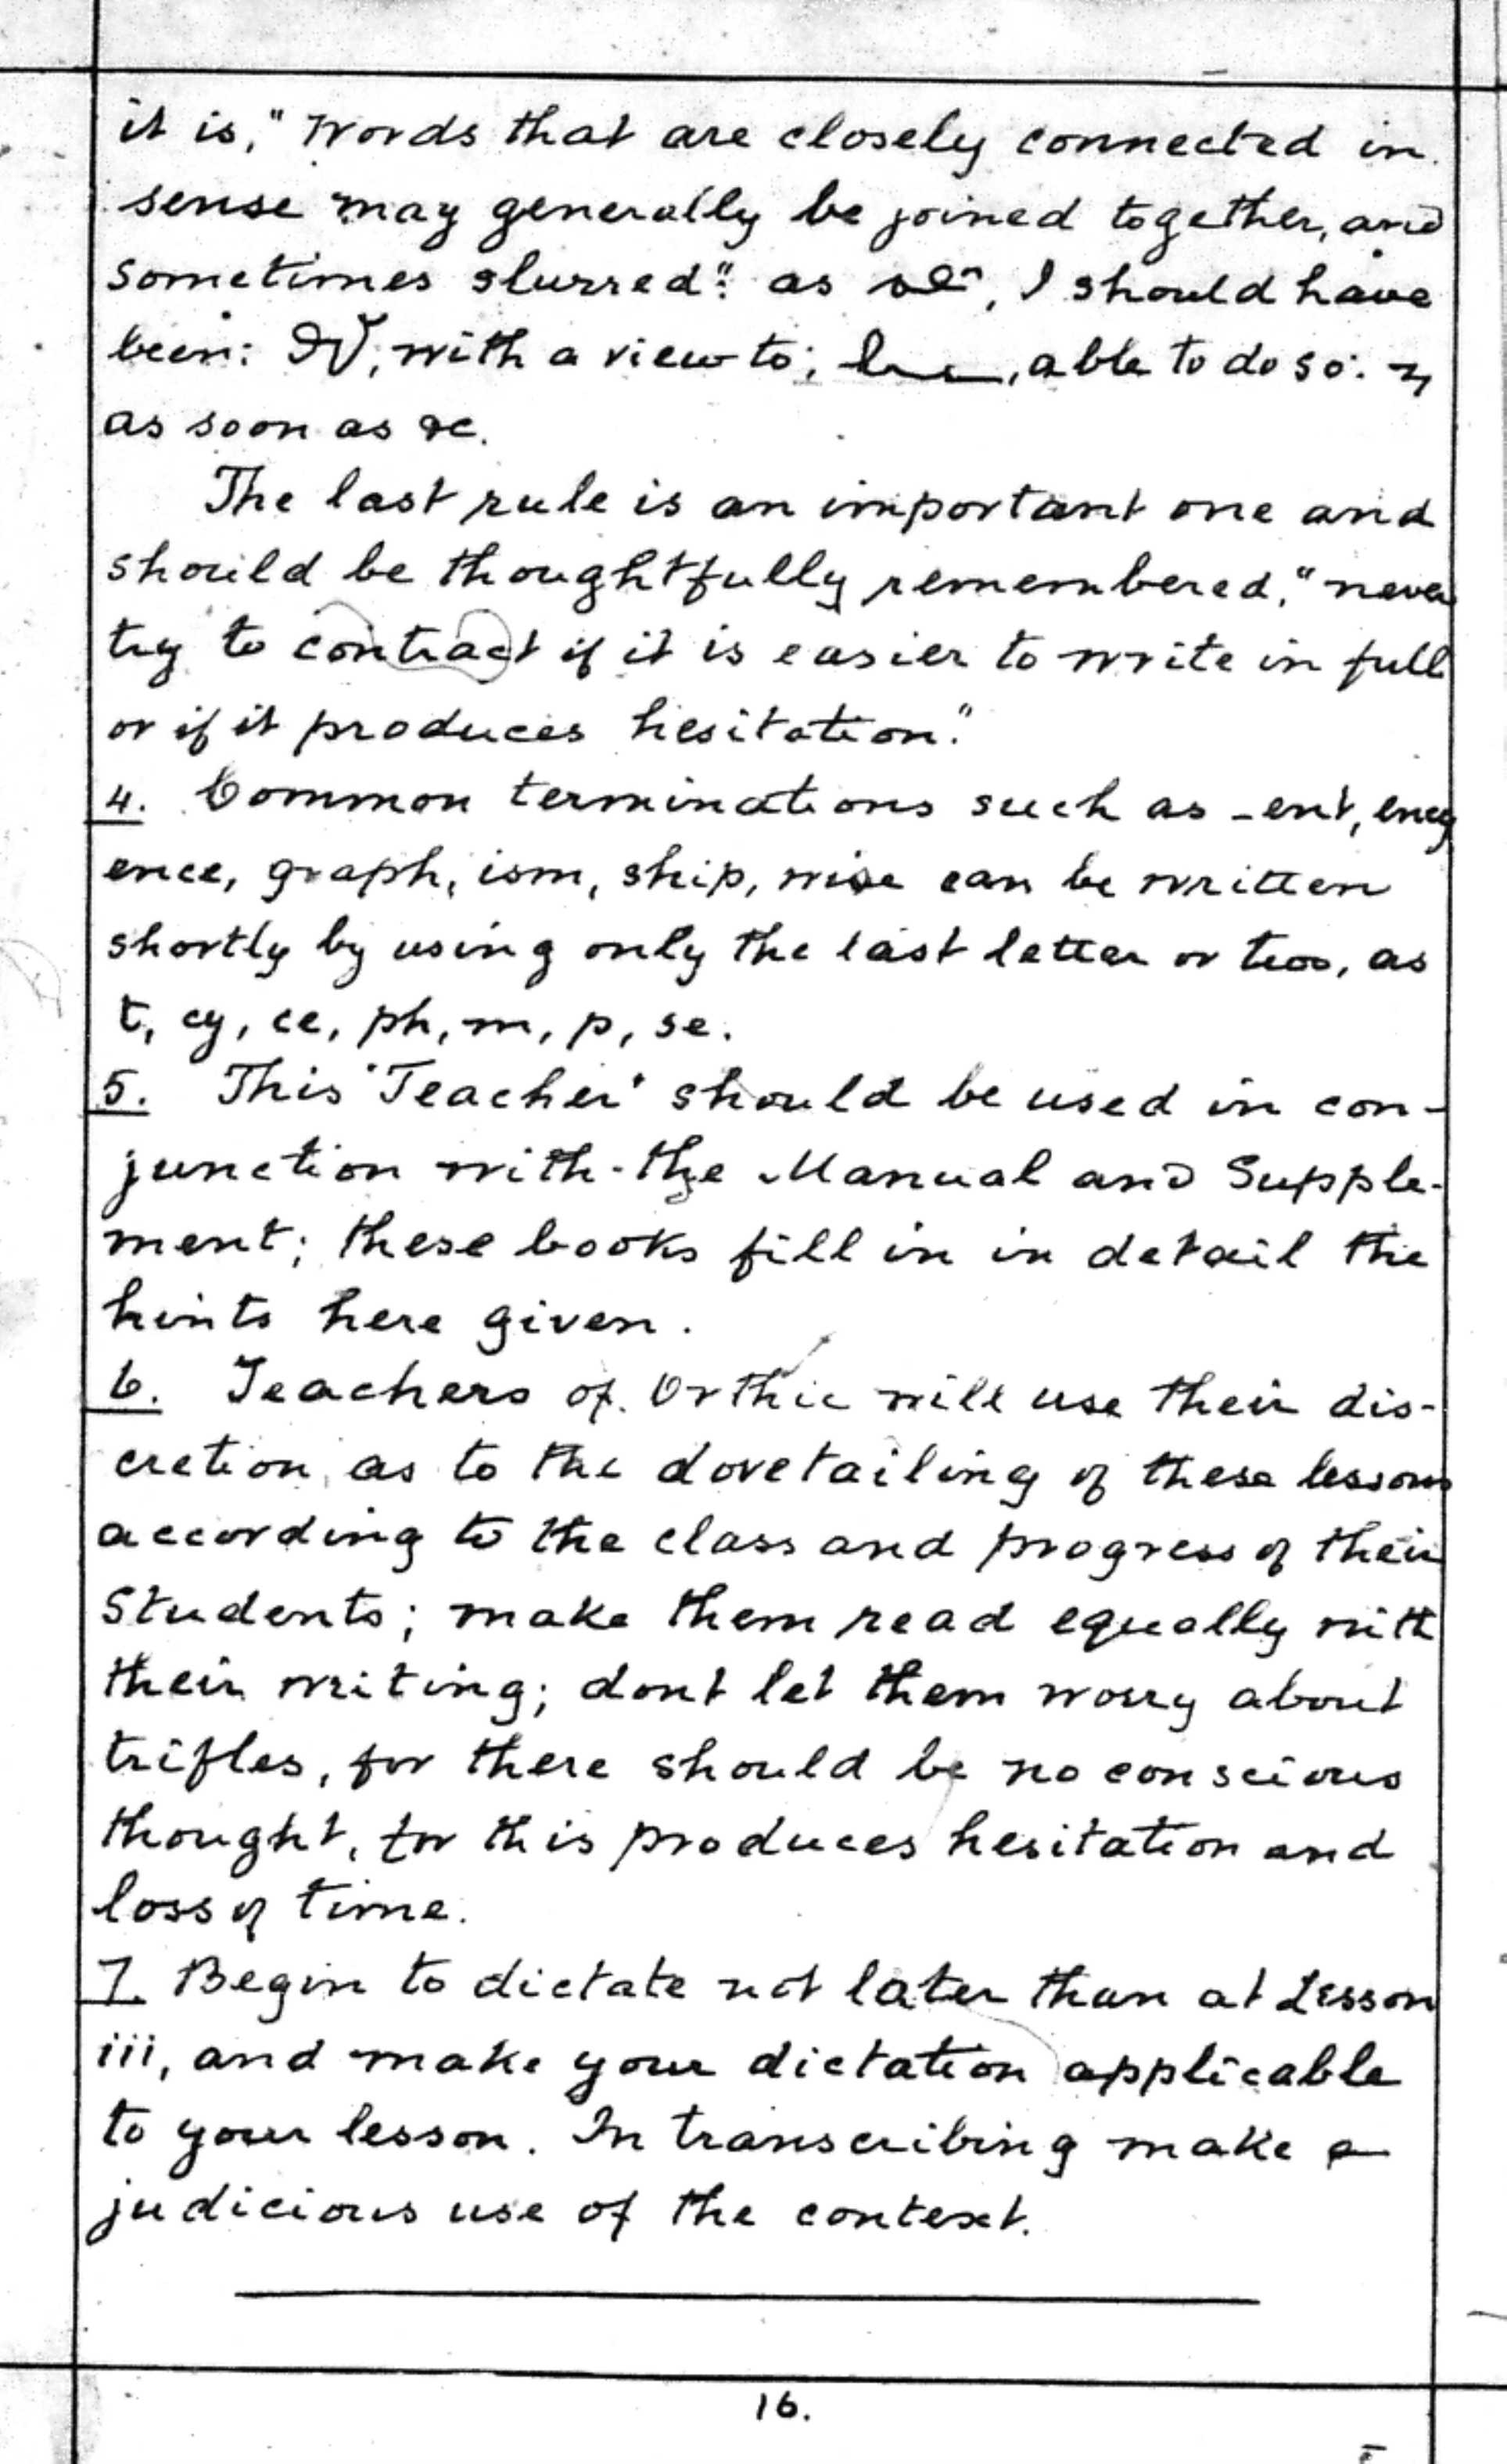 it is, "Words that are closely connected in
sense may generally be joined together, and
sometimes slurred": as , I should have
been: , with a view to; , able to do so:
as soon as &c.
The last rule is an important one and
should be thoughtfully remembered, "never
try to contract if it is easier to write in full
or if it produces hesitation."
4. Common terminations such as -ent, ency
ence, graph, ism, ship, wise can be written
shortly by using only the last letter or two, as
t, cy, ce, ph, m, p, se.
5. This 'Teacher' should be used in con-
junction with the Manual and Supple-
ment; these books fill in in detail the
hints here given.
6. Teachers of Orthic will use their dis-
cretion as to the dovetailing of these lessons
according to the class and progress of their
Students; make them read equally with
their writing; dont let them worry about
trifles, for there should be no conscious
thought, for this produces hesitation and
loss of time.
7. Begin to dictate not later than at Lesson
iii, and make your dictation applicable
to your lesson. In transcribing make a
judicious use of the context.
16.